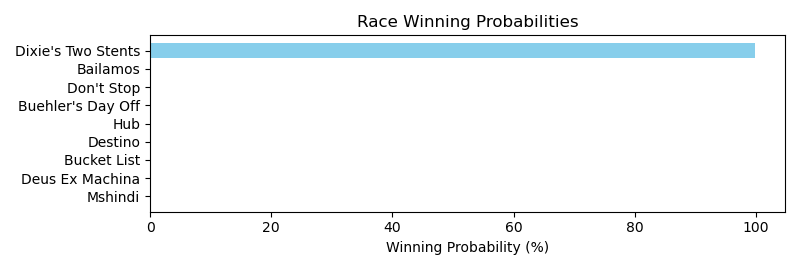 Race Winning Probabilities
Dixie's Two Stents
Bailamos
Don't Stop
Buehler's Day Off
Hub
Destino
Bucket List
Deus Ex Machina
Mshindi
0 20 40 60 80 100
Winning Probability (%)